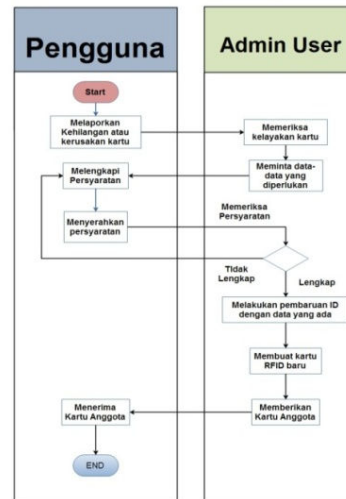 Pengguna
Admin User
Start
Melaporkan
Kehilangan atau
kerusakan kartu
Memeriksa
kelayakan kartu
Meminta data-
data yang
diperlukan
Melengkapi
Persyaratan
Menyerahkan
persyaratan
Memeriksa
Persyaratan
Tidak
Lengkap
Lengkap
Melakukan pembaruan ID
dengan data yang ada
Membuat kartu
RFID baru
Memberikan
Kartu Anggota
Menerima
Kartu Anggota
END